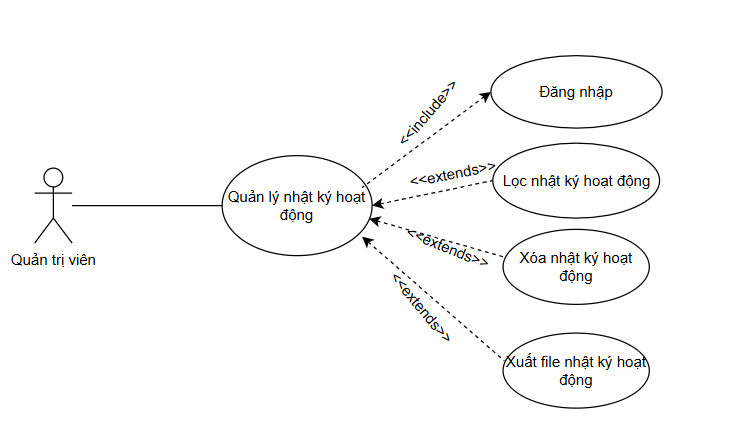 Đăng nhập
<<include>>
<<extends>>
Lọc nhật ký hoạt động
Quản lý nhật ký hoạt
động
<<extends>>
Xóa nhật ký hoạt
động
Quản trị viên
<<extends>>
Xuất file nhật ký hoạt
động